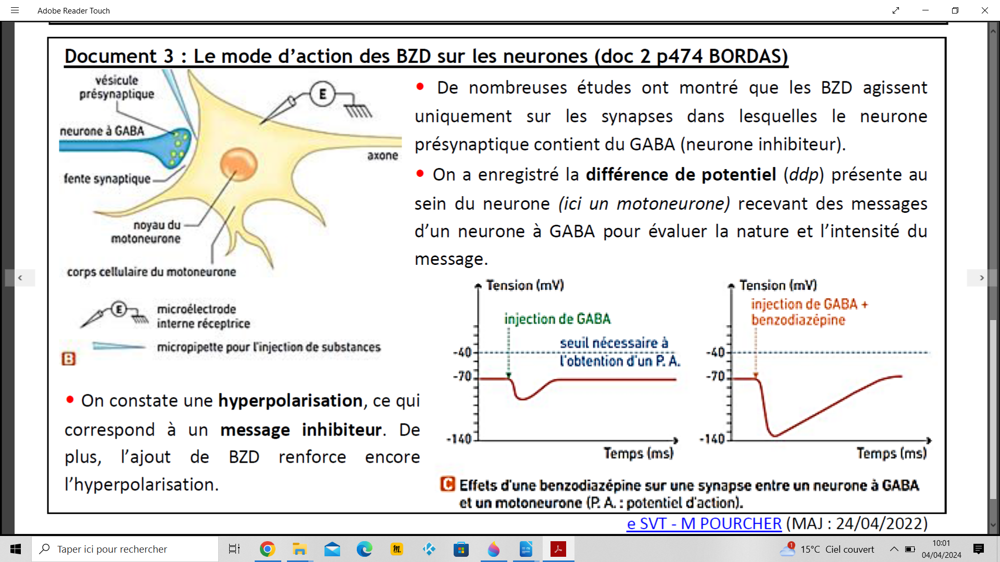 Adobe Reader Touch
Document 3 : Le mode d'action des BZD sur les neurones (doc 2 p474 BORDAS)
vésicule
présynaptique
neurone à GABA
fente synaptique
noyau du
motoneurone
corps cellulaire du motoneurone
E
axone
E
microélectrode
interne réceptrice
micropipette pour l'injection de substances
B
• De nombreuses études ont montré que les BZD agissent
uniquement sur les synapses dans lesquelles le neurone
présynaptique contient du GABA (neurone inhibiteur).
• On a enregistré la différence de potentiel (ddp) présente au
sein du neurone (ici un motoneurone) recevant des messages
d'un neurone à GABA pour évaluer la nature et l'intensité du
message.
• On constate une hyperpolarisation, ce qui
correspond à un message inhibiteur. De
plus, l'ajout de BZD renforce encore
l'hyperpolarisation.
Tension (mV)
injection de GABA
seuil nécessaire à
l'obtention d'un P. A.
-40
-70
-140
Temps (ms)
Tension (mV)
injection de GABA +
benzodiazépine
-40
-70
-140
Temps (ms)
C Effets d'une benzodiazépine sur une synapse entre un neurone à GABA
et un motoneurone (P. A. : potentiel d'action).
e SVT - M POURCHER (MAJ : 24/04/2022)
Taper ici pour rechercher
1
15°C Ciel couvert
10:01
04/04/2024